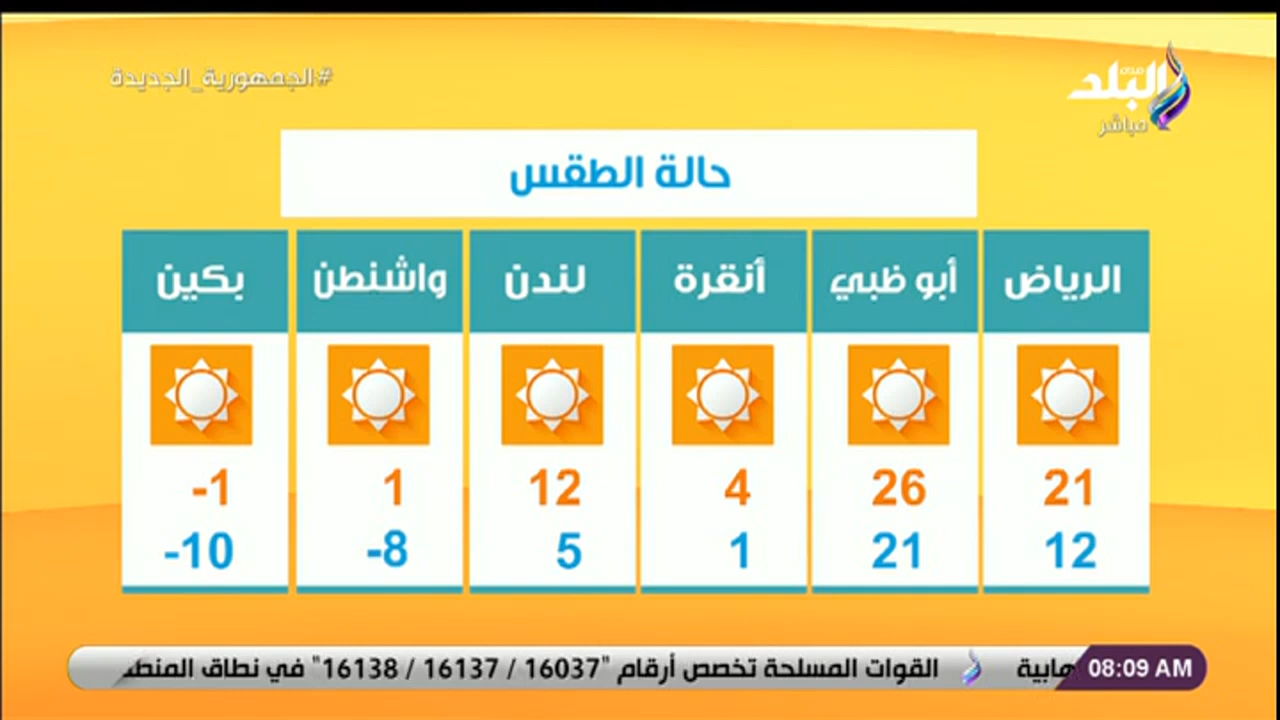 #الجمهورية_الجديدة
صدى البلد
مباشر
حالة الطقس
الرياض أبو ظبي أنقرة لندن واشنطن بكين
21 26 4 12 1 -1
12 21 1 5 -8 -10
08:09 AM
القوات المسلحة تخصص أرقام "16037 / 16137 / 16138" في نطاق